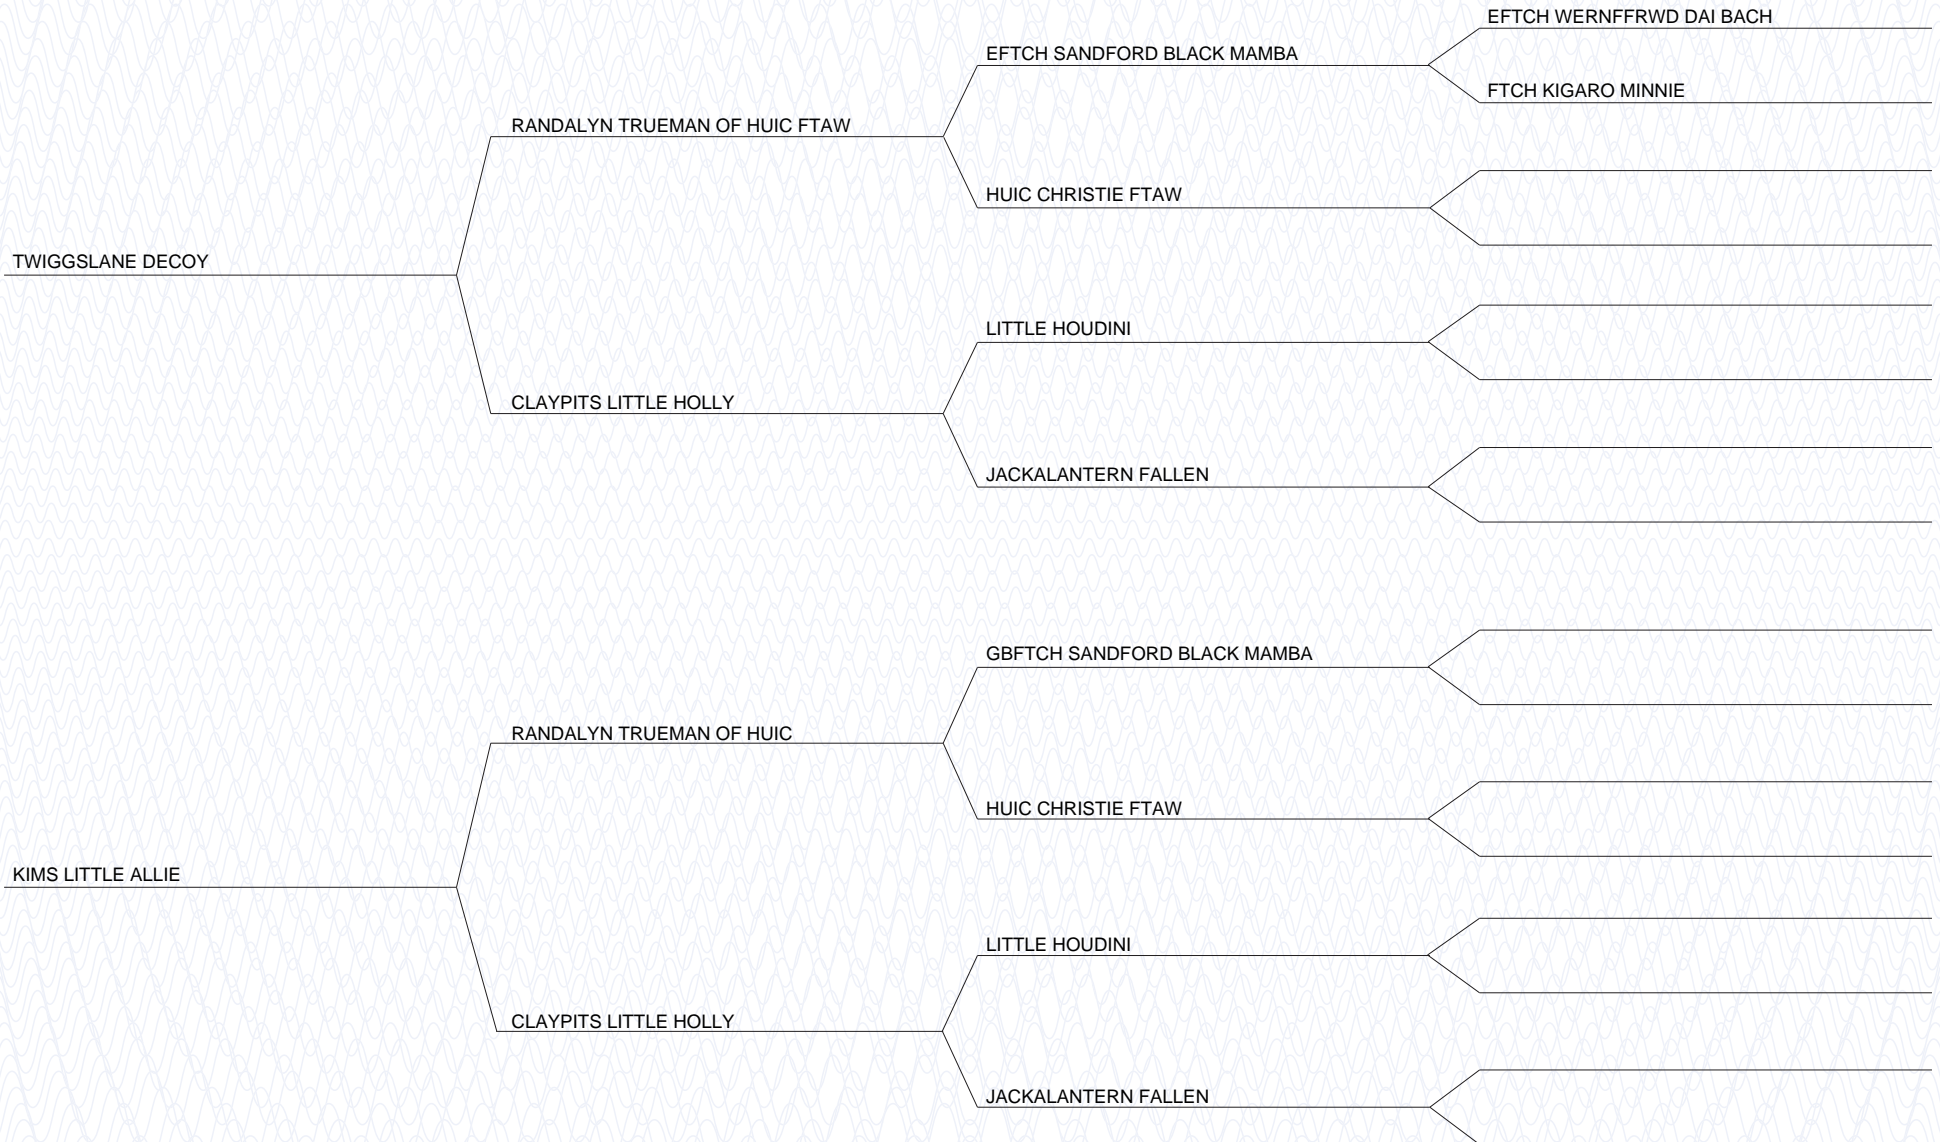 EFTCH WERNFFRWD DAI BACH
EFTCH SANDFORD BLACK MAMBA
FTCH KIGARO MINNIE
RANDALYN TRUEMAN OF HUIC FTAW
HUIC CHRISTIE FTAW
TWIGGSLANE DECOY
LITTLE HOUDINI
CLAYPITS LITTLE HOLLY
JACKALANTERN FALLEN
GBFTCH SANDFORD BLACK MAMBA
RANDALYN TRUEMAN OF HUIC
HUIC CHRISTIE FTAW
KIMS LITTLE ALLIE
LITTLE HOUDINI
CLAYPITS LITTLE HOLLY
JACKALANTERN FALLEN